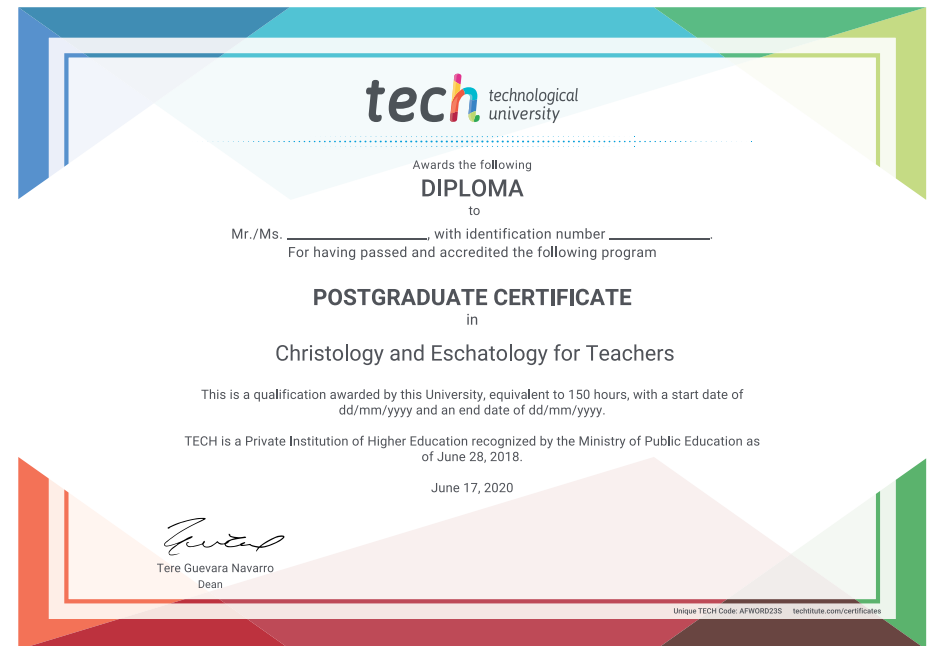 tech technological
university
Awards the following
DIPLOMA
to
Mr./Ms. __________________, with identification number _____________.
For having passed and accredited the following program
POSTGRADUATE CERTIFICATE
in
Christology and Eschatology for Teachers
This is a qualification awarded by this University, equivalent to 150 hours, with a start date of
dd/mm/yyyy and an end date of dd/mm/yyyy.
TECH is a Private Institution of Higher Education recognized by the Ministry of Public Education as
of June 28, 2018.
June 17, 2020
Tere Guevara Navarro
Dean
Unique TECH Code: AFWORD23S techtitute.com/certificates